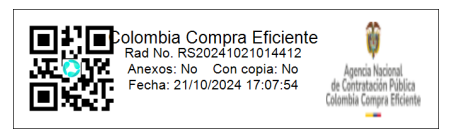 Colombia Compra Eficiente
Rad No. RS20241021014412
Anexos: No Con copia: No
Fecha: 21/10/2024 17:07:54
Agencia Nacional
de Contratación Pública
Colombia Compra Eficiente